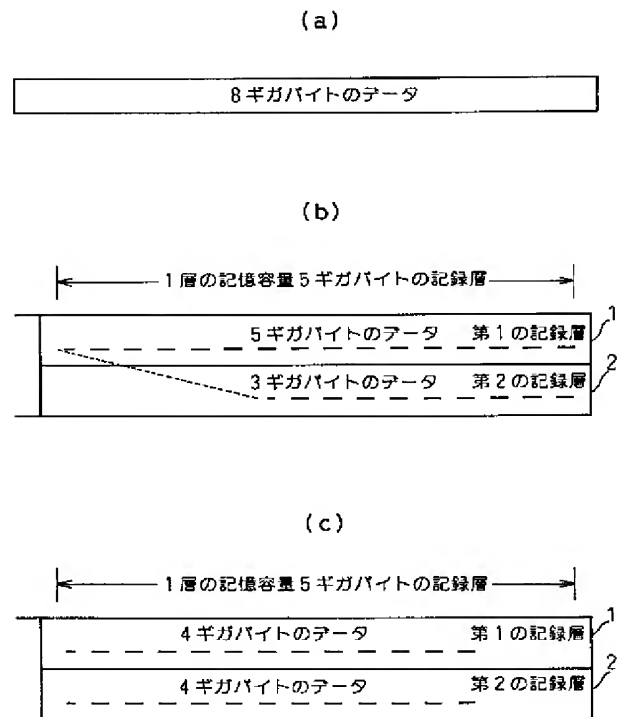 (a)
8ギガバイトのデータ
(b)
1層の記憶容量5ギガバイトの記録層
5ギガバイトのデータ 第1の記録層 1
3ギガバイトのデータ 第2の記録層 2
(c)
1層の記憶容量5ギガバイトの記録層
4ギガバイトのデータ 第1の記録層 1
4ギガバイトのデータ 第2の記録層 2